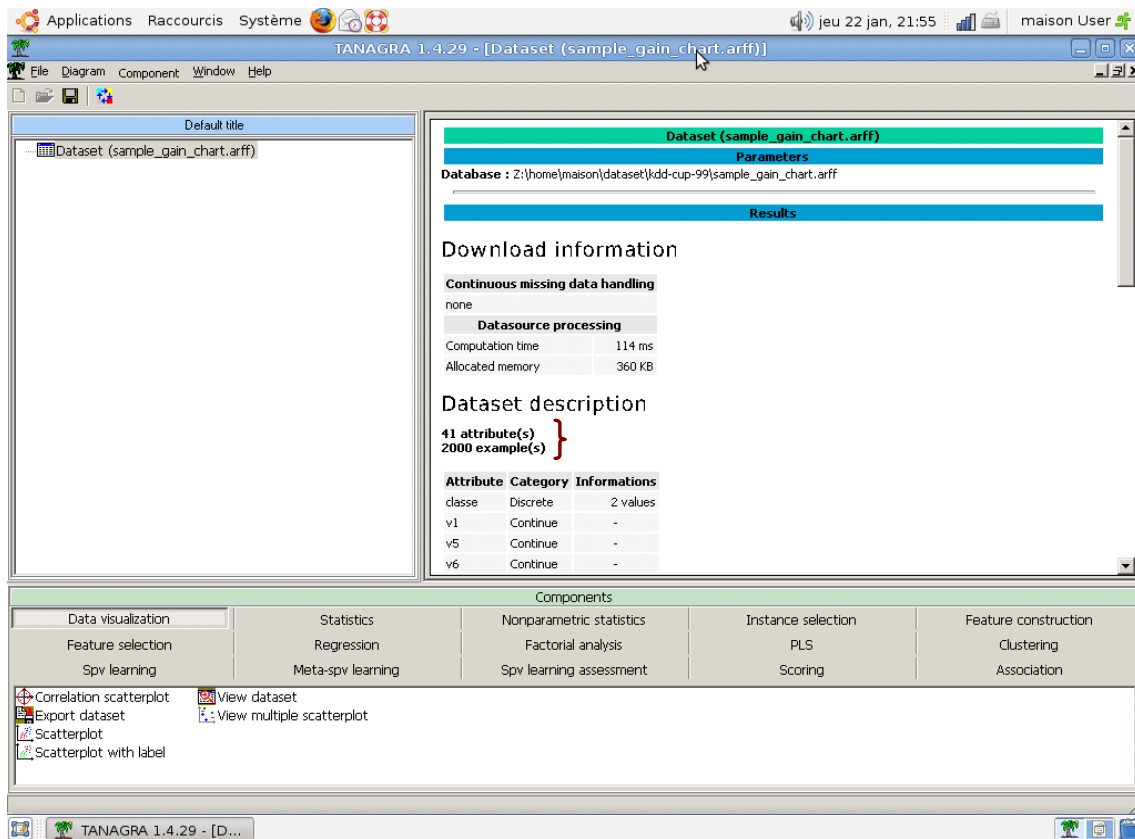 Applications Raccourcis Système jeu 22 jan, 21:55 maison User
TANAGRA 1.4.29 - [Dataset (sample_gain_chart.arff)]
File Diagram Component Window Help
Default title
Dataset (sample_gain_chart.arff)
Dataset (sample_gain_chart.arff)
Parameters
Database : Z:\home\maison\dataset\kdd-cup-99\sample_gain_chart.arff
Results
Download information
Continuous missing data handling
none
Datasource processing
Computation time 114 ms
Allocated memory 360 KB
Dataset description
41 attribute(s)
2000 example(s)
Attribute Category Informations
classe Discrete 2 values
v1 Continue -
v5 Continue -
v6 Continue -
Components
Data visualization Statistics Nonparametric statistics Instance selection Feature construction
Feature selection Regression Factorial analysis PLS Clustering
Spv learning Meta-spv learning Spv learning assessment Scoring Association
Correlation scatterplot View dataset
Export dataset View multiple scatterplot
Scatterplot
Scatterplot with label
TANAGRA 1.4.29 - [D...